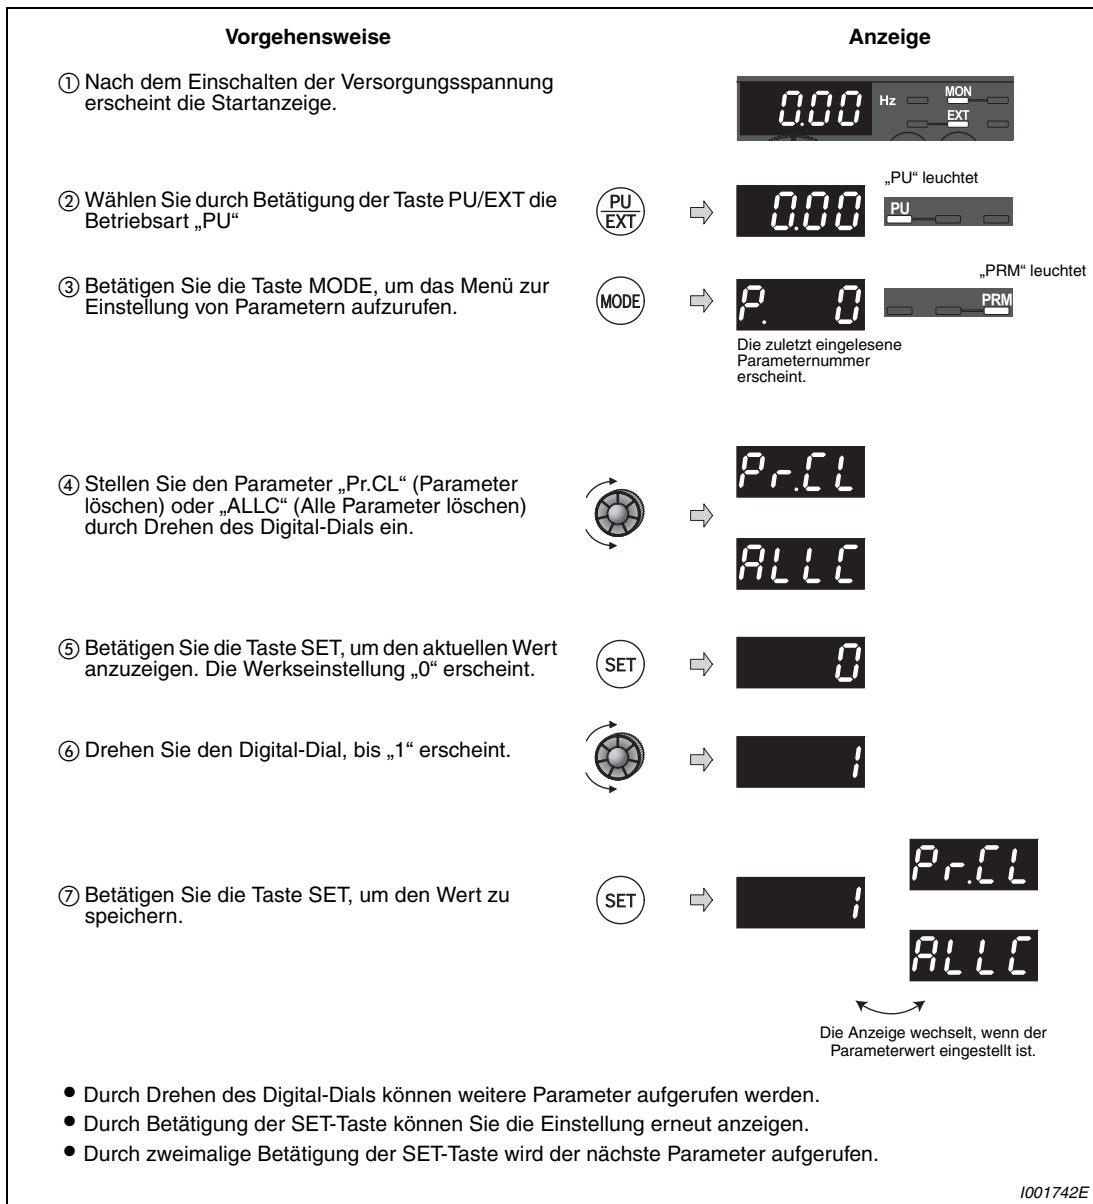 Vorgehensweise
Anzeige
① Nach dem Einschalten der Versorgungsspannung
erscheint die Startanzeige.
0.00 Hz MON
EXT
② Wählen Sie durch Betätigung der Taste PU/EXT die
Betriebsart „PU“
PU
EXT
0.00
„PU“ leuchtet
PU
③ Betätigen Sie die Taste MODE, um das Menü zur
Einstellung von Parametern aufzurufen.
MODE
P. 0
„PRM“ leuchtet
PRM
Die zuletzt eingelesene
Parameternummer
erscheint.
④ Stellen Sie den Parameter „Pr.CL“ (Parameter
löschen) oder „ALLC“ (Alle Parameter löschen)
durch Drehen des Digital-Dials ein.
Pr.CL
ALLC
⑤ Betätigen Sie die Taste SET, um den aktuellen Wert
anzuzeigen. Die Werkseinstellung „0“ erscheint.
SET
0
⑥ Drehen Sie den Digital-Dial, bis „1“ erscheint.
1
⑦ Betätigen Sie die Taste SET, um den Wert zu
speichern.
SET
1
Pr.CL
ALLC
Die Anzeige wechselt, wenn der
Parameterwert eingestellt ist.
● Durch Drehen des Digital-Dials können weitere Parameter aufgerufen werden.
● Durch Betätigung der SET-Taste können Sie die Einstellung erneut anzeigen.
● Durch zweimalige Betätigung der SET-Taste wird der nächste Parameter aufgerufen.
I001742E